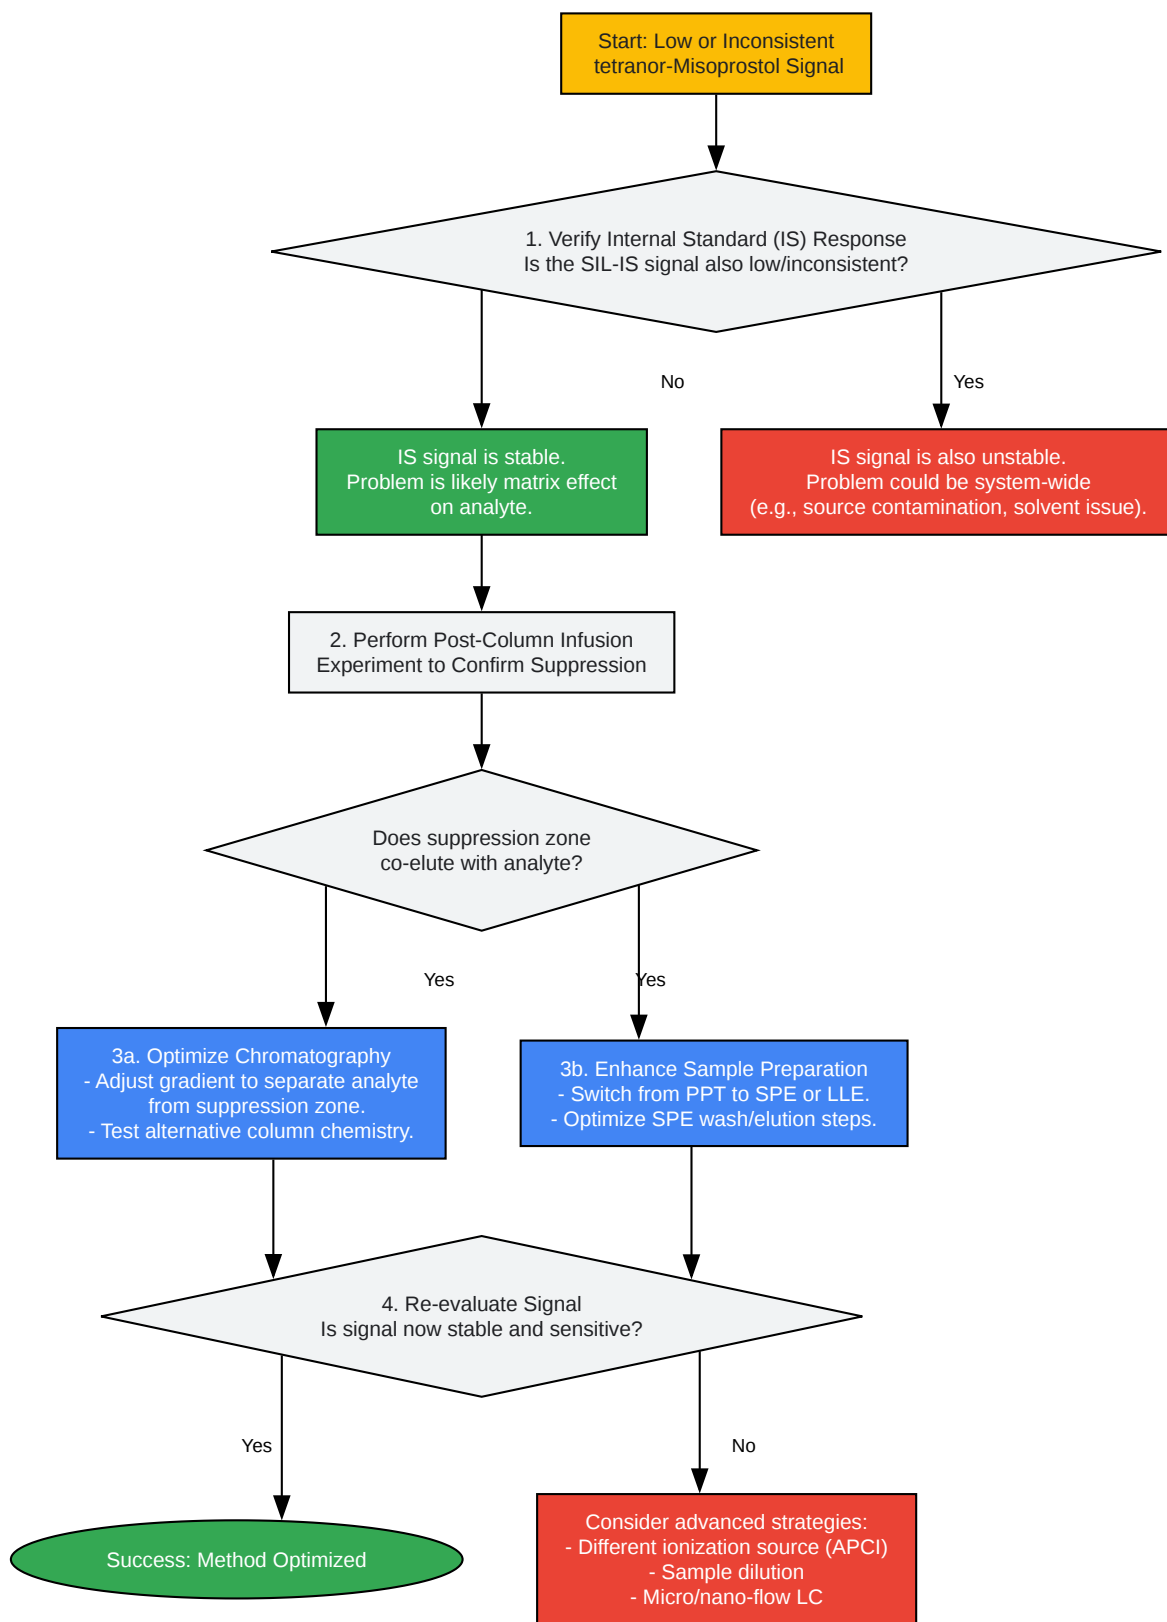 Start: Low or Inconsistent
tetranor-Misoprostol Signal
1. Verify Internal Standard (IS) Response
Is the SIL-IS signal also low/inconsistent?
No
Yes
IS signal is stable.
Problem is likely matrix effect
on analyte.
IS signal is also unstable.
Problem could be system-wide
(e.g., source contamination, solvent issue).
2. Perform Post-Column Infusion
Experiment to Confirm Suppression
Does suppression zone
co-elute with analyte?
Yes
Yes
3a. Optimize Chromatography
- Adjust gradient to separate analyte
from suppression zone.
- Test alternative column chemistry.
3b. Enhance Sample Preparation
- Switch from PPT to SPE or LLE.
- Optimize SPE wash/elution steps.
4. Re-evaluate Signal
Is signal now stable and sensitive?
Yes
No
Success: Method Optimized
Consider advanced strategies:
- Different ionization source (APCI)
- Sample dilution
- Micro/nano-flow LC